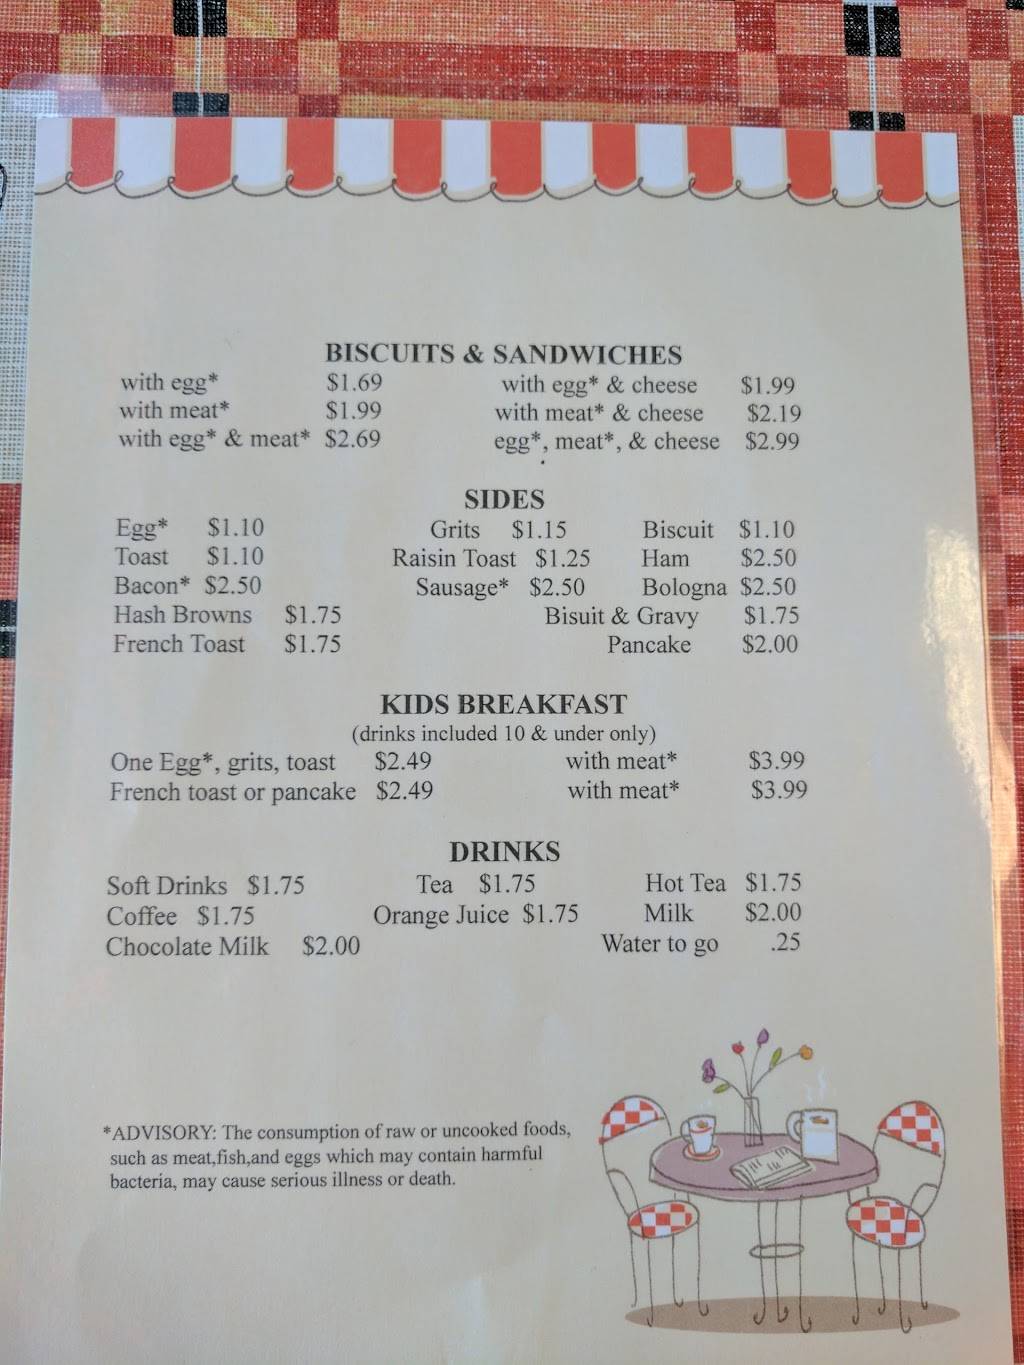 BISCUITS & SANDWICHES
with egg* $1.69 with egg* & cheese $1.99
with meat* $1.99 with meat* & cheese $2.19
with egg* & meat* $2.69 egg*, meat*, & cheese $2.99
SIDES
Egg* $1.10 Grits $1.15 Biscuit $1.10
Toast $1.10 Raisin Toast $1.25 Ham $2.50
Bacon* $2.50 Sausage* $2.50 Bologna $2.50
Hash Browns $1.75 Bisuit & Gravy $1.75
French Toast $1.75 Pancake $2.00
KIDS BREAKFAST
(drinks included 10 & under only)
One Egg*, grits, toast $2.49 with meat* $3.99
French toast or pancake $2.49 with meat* $3.99
DRINKS
Soft Drinks $1.75 Tea $1.75 Hot Tea $1.75
Coffee $1.75 Orange Juice $1.75 Milk $2.00
Chocolate Milk $2.00 Water to go .25
*ADVISORY: The consumption of raw or uncooked foods,
such as meat,fish,and eggs which may contain harmful
bacteria, may cause serious illness or death.